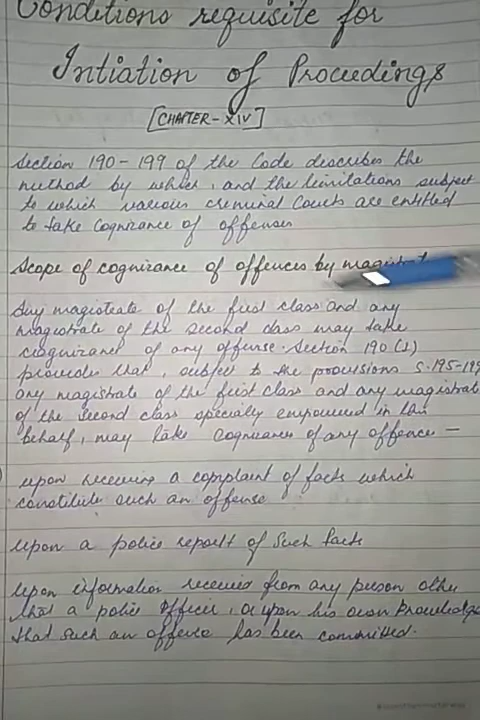 Conditions requisite for
Intiation of Proceedings
[CHAPTER-XIV]
Section 190-199 of the Code describes the
method by which, and the limitations subject
to which various criminal Courts are entitled
to take Cognizance of offenses
Scope of cognizance of offences by magistrat
Any magistrate of the first class and any
magistrate of the second class may take
cognizance of any offense. Section 190 (1)
provides that, subject to the provisions S. 195-199
any magistrate of the first class and any magistrat
of the second class specially empowered in this
behalf, may take Cognizance of any offence —
upon receiving a complaint of facts which
constitute such an offense
upon a police report of such facts
upon information received from any person other
that a police officer, or upon his own knowledge
that such an offense has been committed.